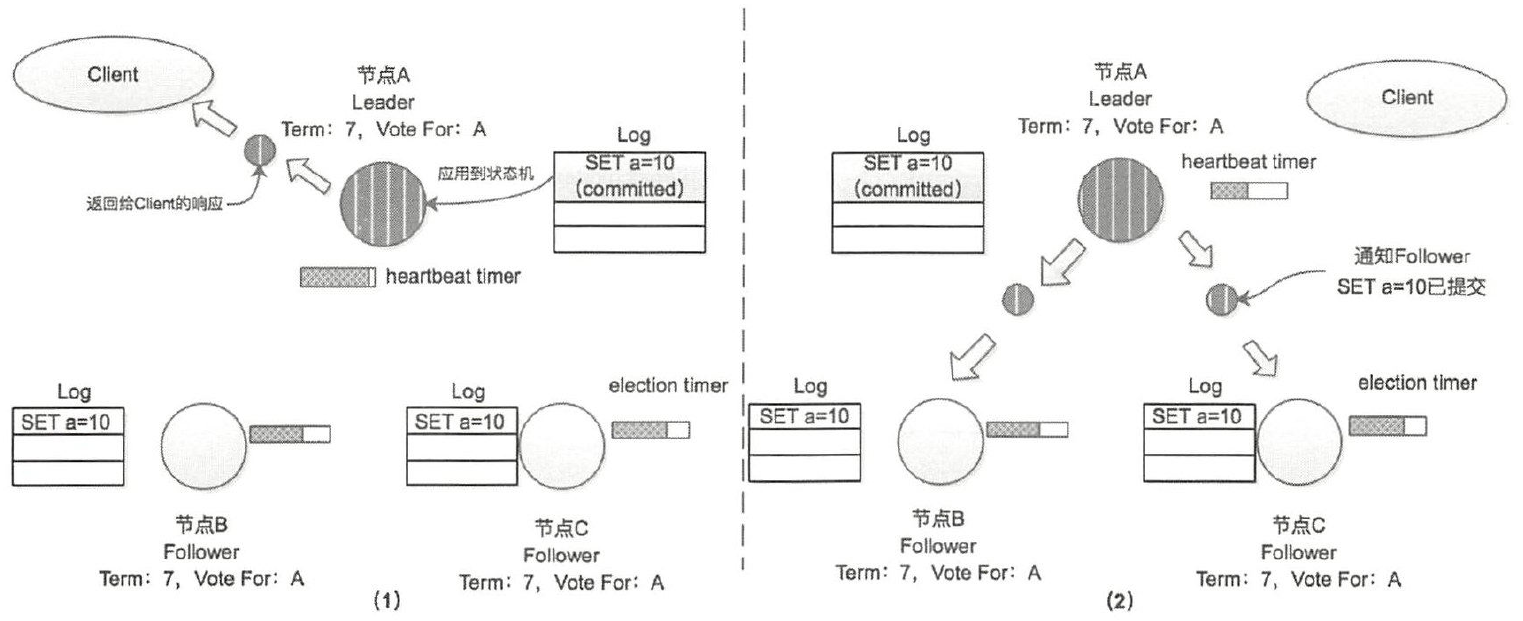 Client
节点A
Leader
Term：7，Vote For：A
返回给Client的响应
应用到状态机
Log
SET a=10
（committed）
heartbeat timer
Log
SET a=10
节点B
Follower
Term：7，Vote For：A
Log
SET a=10
election timer
节点C
Follower
Term：7，Vote For：A
（1）
节点A
Leader
Term：7，Vote For：A
Client
Log
SET a=10
（committed）
heartbeat timer
通知Follower
SET a=10已提交
Log
SET a=10
节点B
Follower
Term：7，Vote For：A
Log
SET a=10
election timer
节点C
Follower
Term：7，Vote For：A
（2）